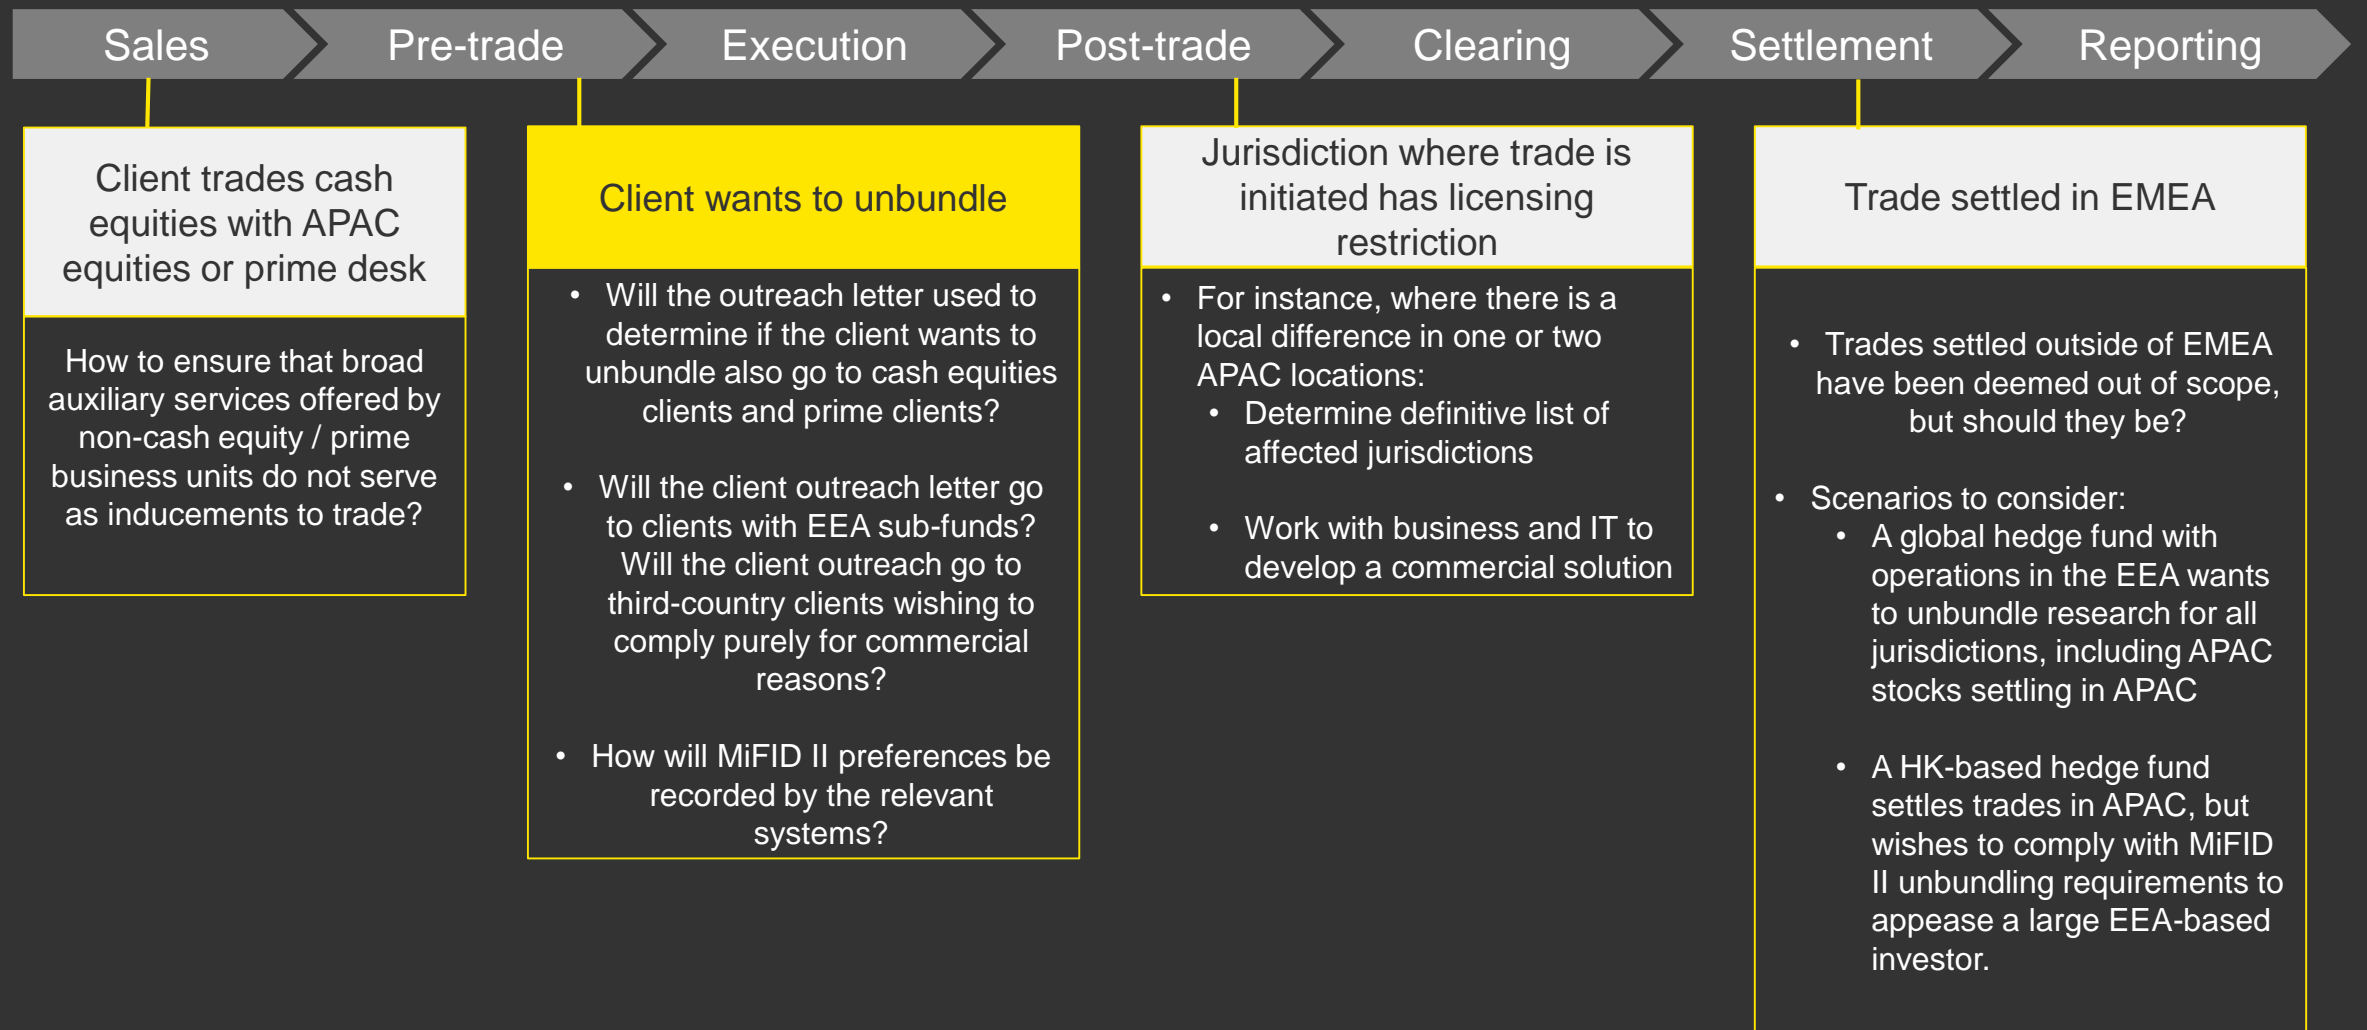 Sales
Pre-trade
Execution
Post-trade
Clearing
Settlement
Reporting
Client trades cash
equities with APAC
equities or prime desk
How to ensure that broad
auxiliary services offered by
non-cash equity / prime
business units do not serve
as inducements to trade?
Client wants to unbundle
• Will the outreach letter used to
determine if the client wants to
unbundle also go to cash equities
clients and prime clients?
• Will the client outreach letter go
to clients with EEA sub-funds?
Will the client outreach go to
third-country clients wishing to
comply purely for commercial
reasons?
• How will MiFID II preferences be
recorded by the relevant
systems?
Jurisdiction where trade is
initiated has licensing
restriction
• For instance, where there is a
local difference in one or two
APAC locations:
• Determine definitive list of
affected jurisdictions
• Work with business and IT to
develop a commercial solution
Trade settled in EMEA
• Trades settled outside of EMEA
have been deemed out of scope,
but should they be?
• Scenarios to consider:
• A global hedge fund with
operations in the EEA wants
to unbundle research for all
jurisdictions, including APAC
stocks settling in APAC
• A HK-based hedge fund
settles trades in APAC, but
wishes to comply with MiFID
II unbundling requirements to
appease a large EEA-based
investor.